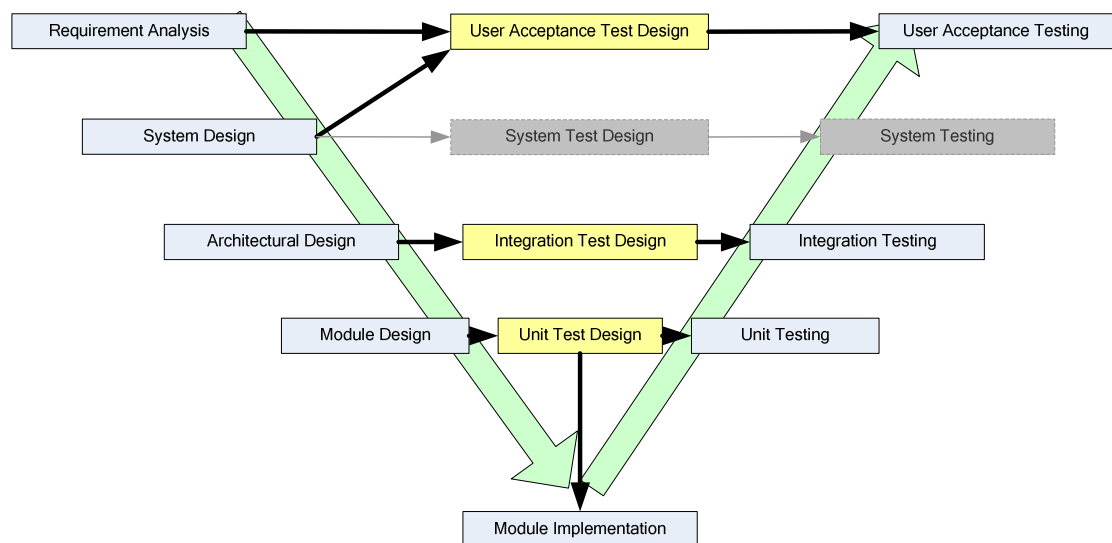 Requirement Analysis
User Acceptance Test Design
User Acceptance Testing
System Design
System Test Design
System Testing
Architectural Design
Integration Test Design
Integration Testing
Module Design
Unit Test Design
Unit Testing
Module Implementation